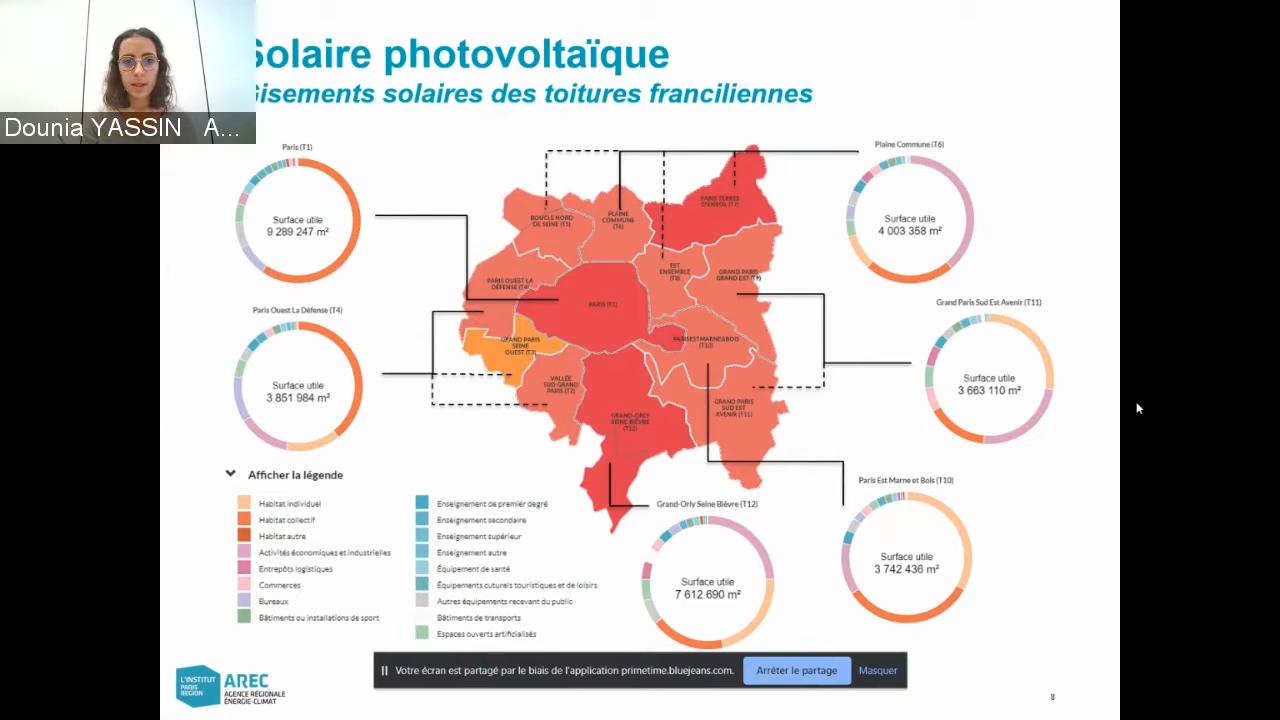 Solaire photovoltaïque
Gisements solaires des toitures franciliennes
Dounia YASSIN A...
Paris (T1)
Surface utile
9 289 247 m²
Plaine Commune (T6)
Surface utile
4 003 358 m²
Paris Ouest La Défense (T4)
Surface utile
3 851 984 m²
Grand Paris Sud Est Avenir (T11)
Surface utile
3 663 110 m²
Paris Est Marne et Bois (T10)
Surface utile
3 742 436 m²
Grand-Orly Seine Bièvre (T12)
Surface utile
7 612 690 m²
BOUCLE NORD
DE SEINE (T5)
PLAINE
COMMUNE
(T6)
PARIS TERRES
D'ENVOL (T7)
PARIS OUEST LA
DÉFENSE (T4)
EST
ENSEMBLE
(T8)
GRAND PARIS
GRAND EST (T9)
PARIS (T1)
GRAND PARIS
SEINE
OUEST (T3)
PARISESTMARNE&BOIS
(T10)
VALLÉE
SUD GRAND
PARIS (T2)
GRAND PARIS
SUD EST
AVENIR (T11)
GRAND-ORLY
SEINE BIÈVRE
(T12)
Afficher la légende
Habitat individuel
Habitat collectif
Habitat autre
Activités économiques et industrielles
Entrepôts logistiques
Commerces
Bureaux
Bâtiments ou installations de sport
Enseignement de premier degré
Enseignement secondaire
Enseignement supérieur
Enseignement autre
Équipement de santé
Équipements cuturels touristiques et de loisirs
Autres équipements recevant du public
Bâtiments de transports
Espaces ouverts artificialisés
Votre écran est partagé par le biais de l'application primetime.bluejeans.com.
Arrêter le partage
Masquer
L'INSTITUT
PARIS
REGION
AREC
AGENCE RÉGIONALE
ÉNERGIE-CLIMAT
8